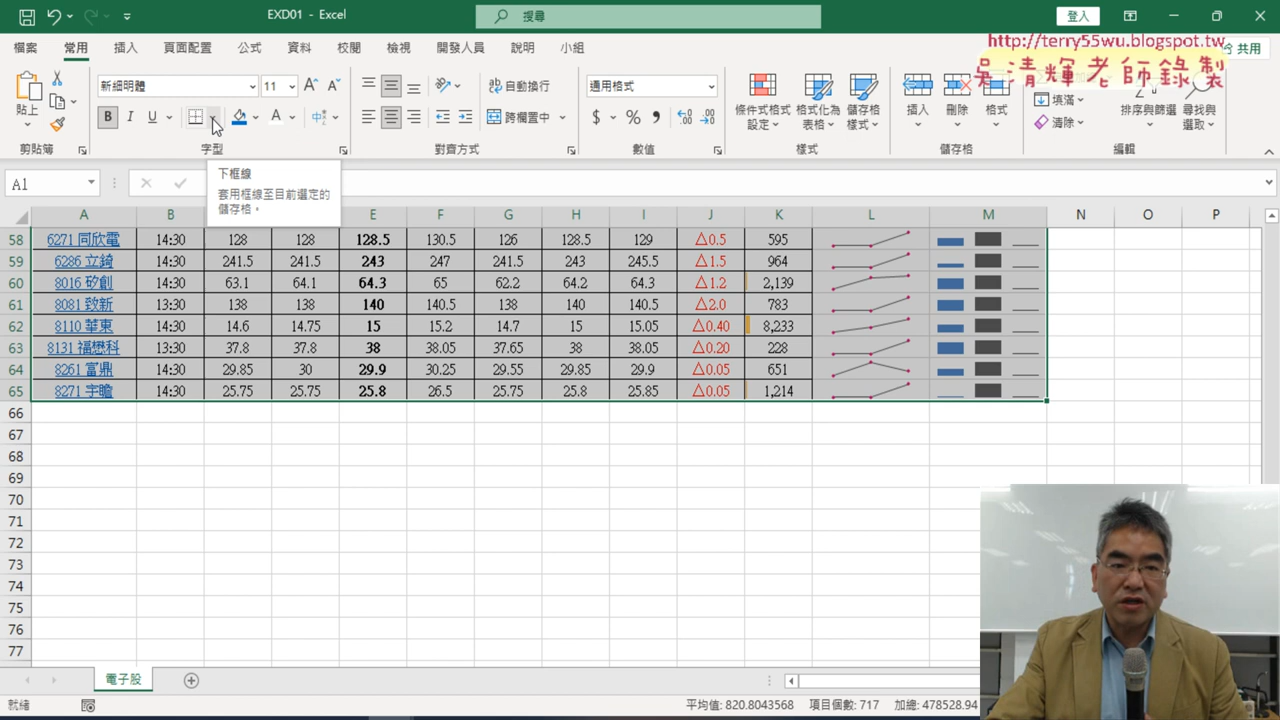 EXD01 - Excel
搜尋
登入
檔案 常用 插入 頁面配置 公式 資料 校閱 檢視 開發人員 說明 小組
共用
http://terry55wu.blogspot.tw
吳清輝老師錄製
貼上
新細明體 11
B I U A
自動換行
跨欄置中
通用格式
$ %
條件式格式設定
格式化為表格
儲存格樣式
插入 刪除 格式
填滿
清除
排序與篩選
尋找與選取
剪貼簿 字型 對齊方式 數值 樣式 儲存格 編輯
A1
下框線
套用框線至目前選定的
儲存格。
A B E F G H I J K L M N O P
58 6271 同欣電 14:30 128 128 128.5 130.5 126 128.5 129 △0.5 595
59 6286 立錡 14:30 241.5 241.5 243 247 241.5 243 245.5 △1.5 964
60 8016 矽創 14:30 63.1 64.1 64.3 65 62.2 64.2 64.3 △1.2 2,139
61 8081 致新 13:30 138 138 140 140.5 138 140 140.5 △2.0 783
62 8110 華東 14:30 14.6 14.75 15 15.2 14.7 15 15.05 △0.40 8,233
63 8131 福懋科 13:30 37.8 37.8 38 38.05 37.65 38 38.05 △0.20 228
64 8261 富鼎 14:30 29.85 30 29.9 30.25 29.55 29.85 29.9 △0.05 651
65 8271 宇瞻 14:30 25.75 25.75 25.8 26.5 25.75 25.8 25.85 △0.05 1,214
66
67
68
69
70
71
72
73
74
75
76
77
電子股
就緒
平均值: 820.8043568 項目個數: 717 加總: 478528.94